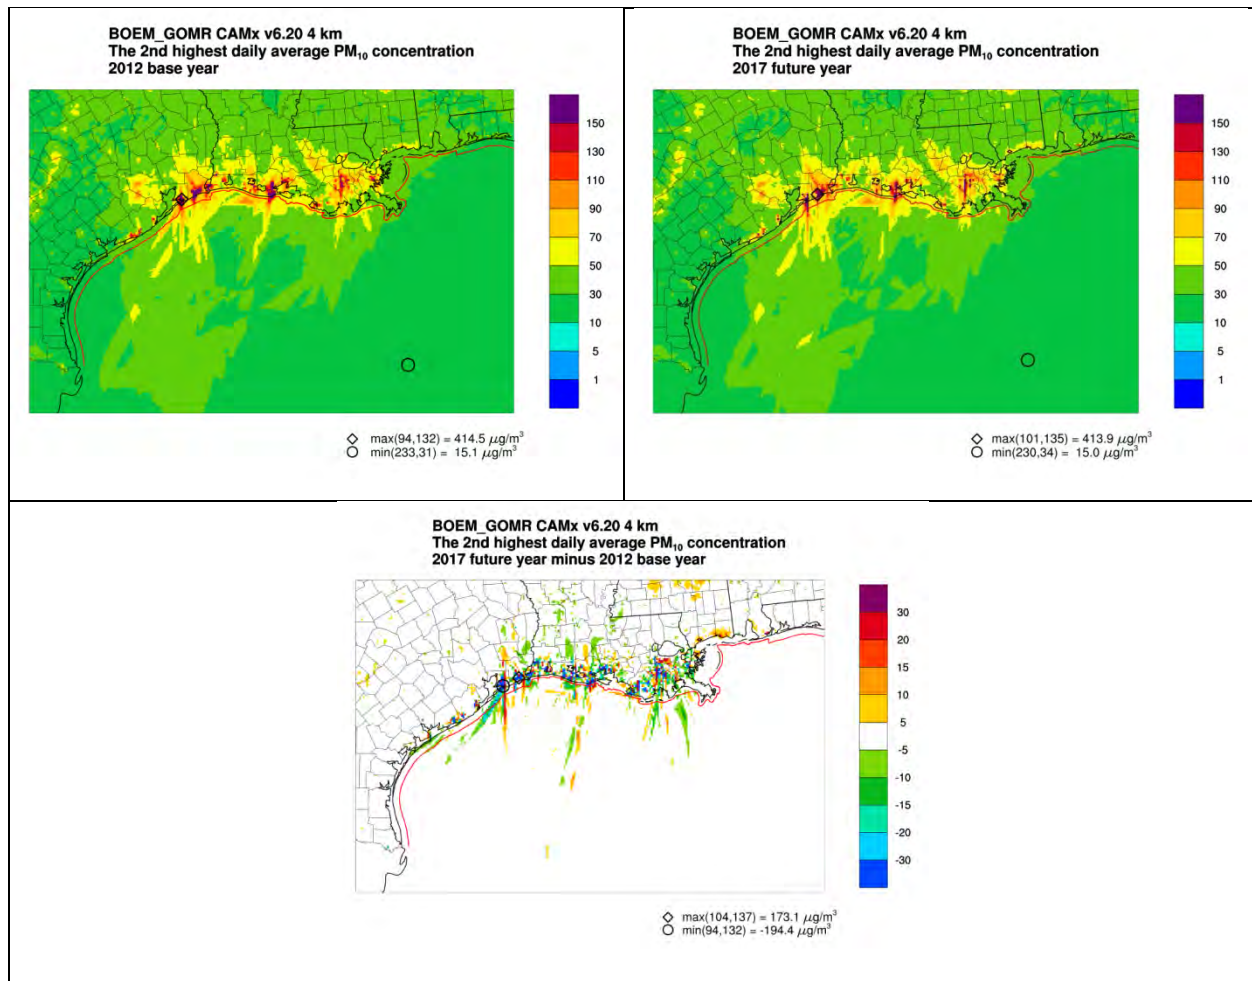 BOEM_GOMR CAMx v6.20 4 km
The 2nd highest daily average PM₁₀ concentration
2012 base year
150
130
110
90
70
50
30
10
5
1
max(94,132) = 414.5 μg/m³
min(233,31) = 15.1 μg/m³
BOEM_GOMR CAMx v6.20 4 km
The 2nd highest daily average PM₁₀ concentration
2017 future year
150
130
110
90
70
50
30
10
5
1
max(101,135) = 413.9 μg/m³
min(230,34) = 15.0 μg/m³
BOEM_GOMR CAMx v6.20 4 km
The 2nd highest daily average PM₁₀ concentration
2017 future year minus 2012 base year
30
20
15
10
5
-5
-10
-15
-20
-30
max(104,137) = 173.1 μg/m³
min(94,132) = -194.4 μg/m³